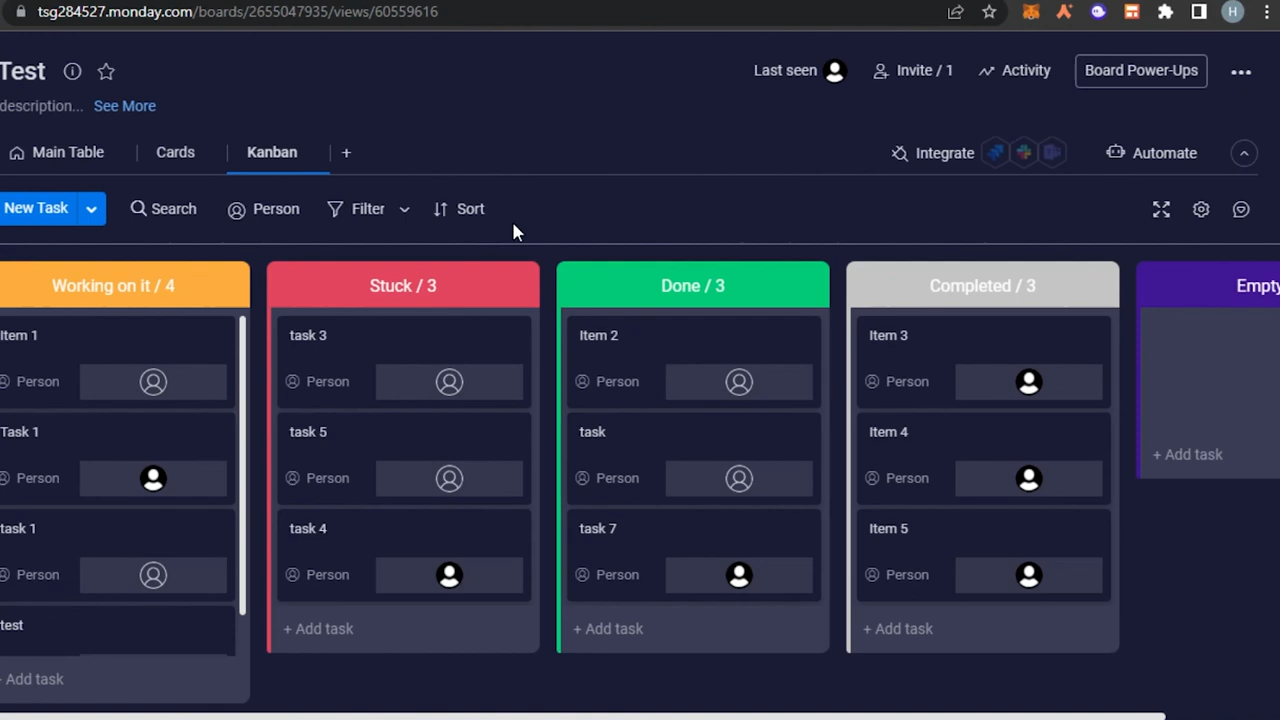 tsg284527.monday.com/boards/2655047935/views/60559616
H
Test
Last seen
Invite / 1
Activity
Board Power-Ups
description... See More
Main Table
Cards
Kanban
Integrate
Automate
New Task
Search
Person
Filter
Sort
Working on it / 4
Item 1
Person
Task 1
Person
task 1
Person
test
+ Add task
Stuck / 3
task 3
Person
task 5
Person
task 4
Person
+ Add task
Done / 3
Item 2
Person
task
Person
task 7
Person
+ Add task
Completed / 3
Item 3
Person
Item 4
Person
Item 5
Person
+ Add task
Empty
+ Add task